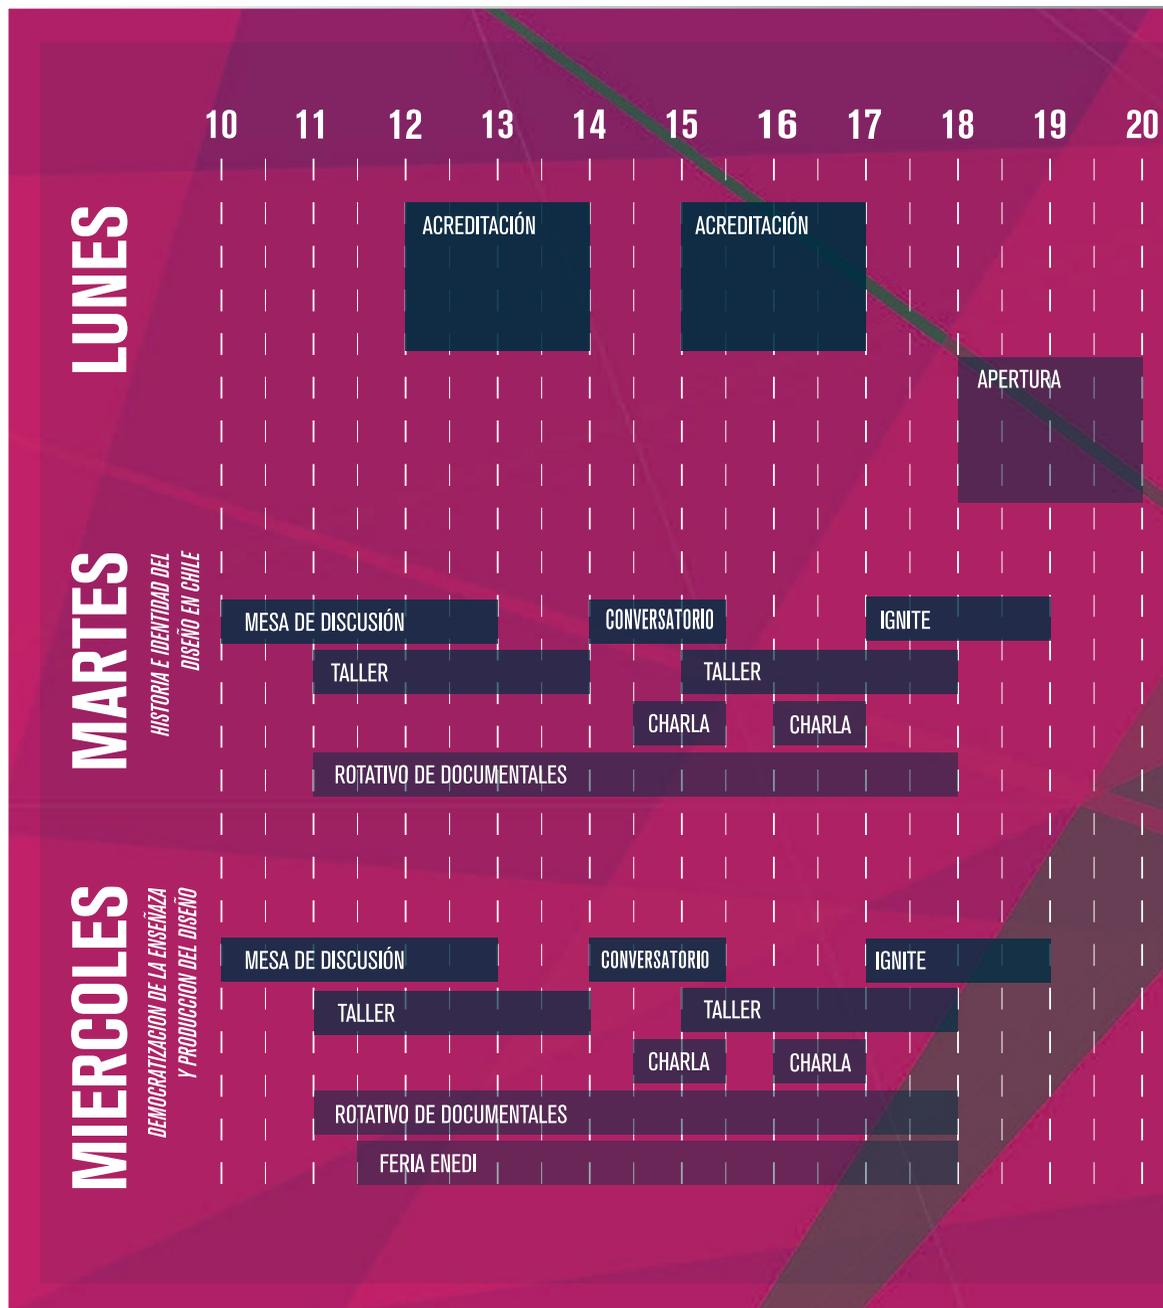 10 11 12 13 14 15 16 17 18 19 20
LUNES
ACREDITACIÓN ACREDITACIÓN
APERTURA
MARTES
HISTORIA E IDENTIDAD DEL
DISEÑO EN CHILE
MESA DE DISCUSIÓN CONVERSATORIO IGNITE
TALLER TALLER
CHARLA CHARLA
ROTATIVO DE DOCUMENTALES
MIERCOLES
DEMOCRATIZACION DE LA ENSEÑAZA
Y PRODUCCION DEL DISEÑO
MESA DE DISCUSIÓN CONVERSATORIO IGNITE
TALLER TALLER
CHARLA CHARLA
ROTATIVO DE DOCUMENTALES
FERIA ENEDI